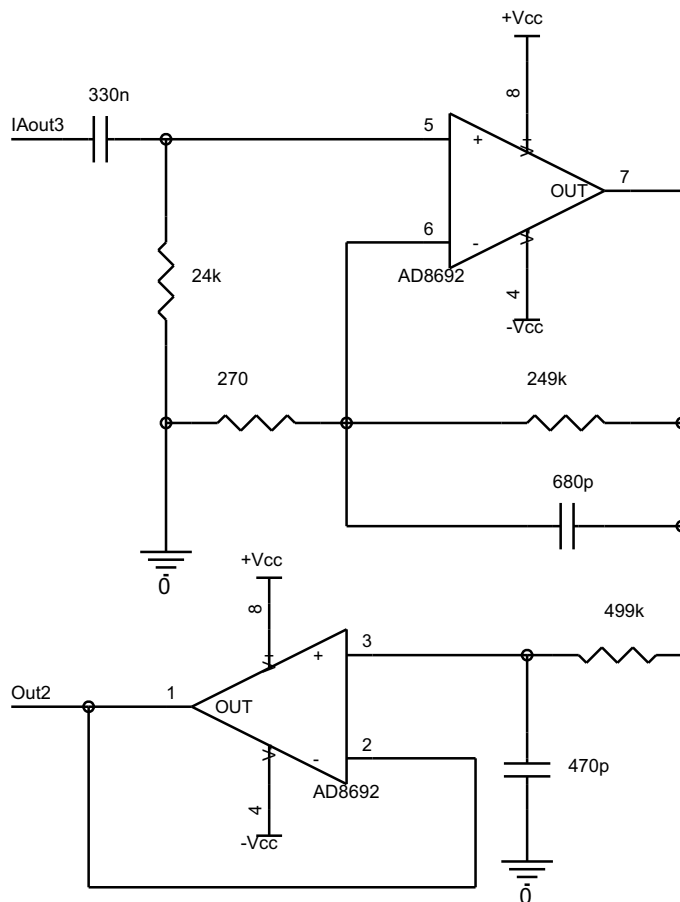 +Vcc
330n
8
IAout3
5
+
V+
OUT
7
6
-
V-
24k
AD8692
4
-Vcc
270
249k
680p
0
+Vcc
8
499k
3
+
V+
Out2
1
OUT
2
-
V-
470p
AD8692
4
-Vcc
0